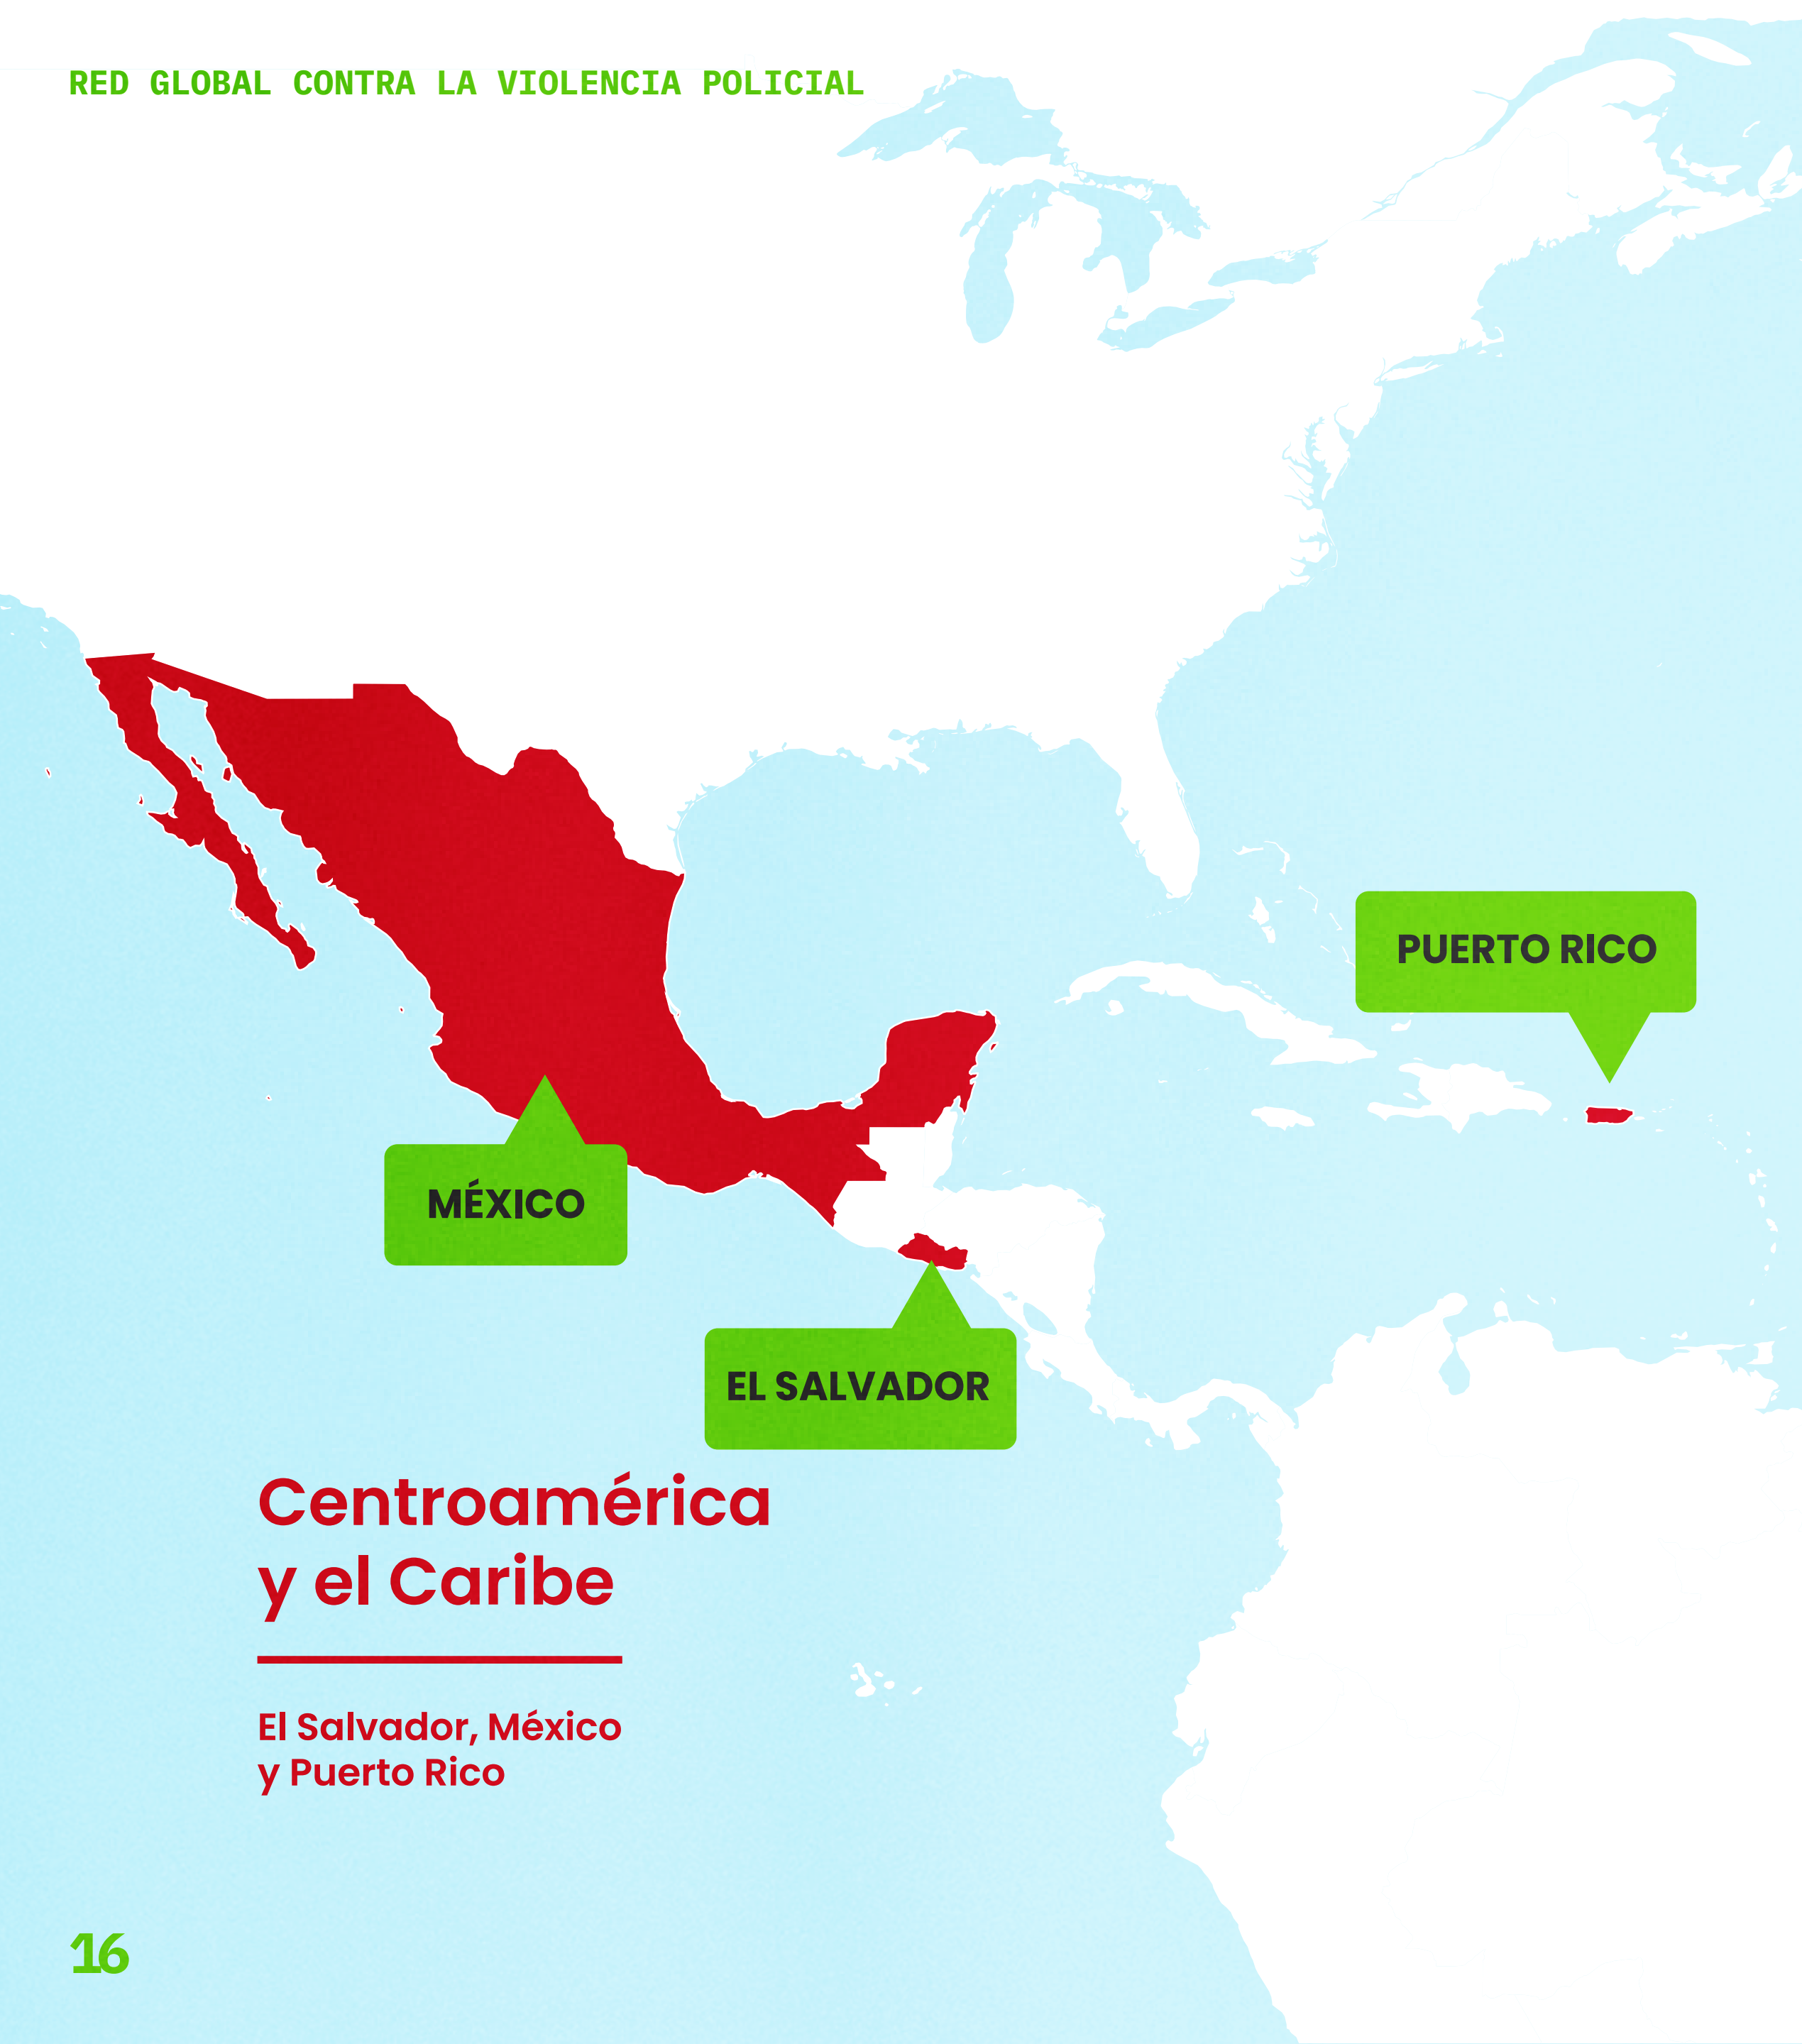 RED GLOBAL CONTRA LA VIOLENCIA POLICIAL
PUERTO RICO
MÉXICO
EL SALVADOR
Centroamérica
y el Caribe
El Salvador, México
y Puerto Rico
16